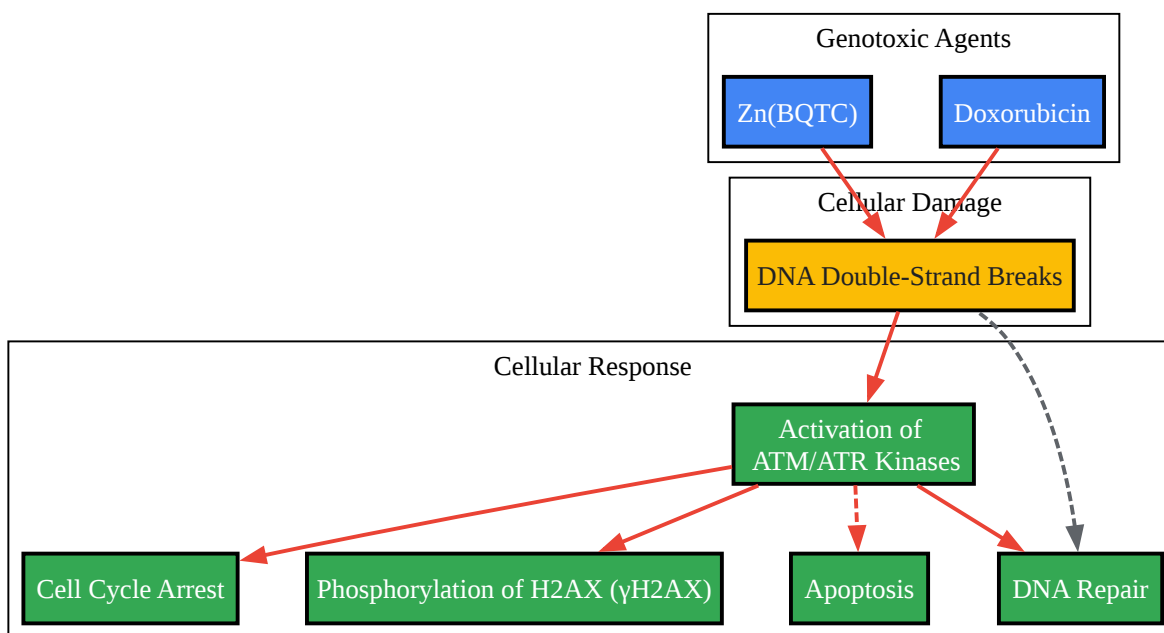 Genotoxic Agents
Zn(BQTC)
Doxorubicin
Cellular Damage
DNA Double-Strand Breaks
Cellular Response
Activation of
ATM/ATR Kinases
Cell Cycle Arrest
Phosphorylation of H2AX (γH2AX)
Apoptosis
DNA Repair